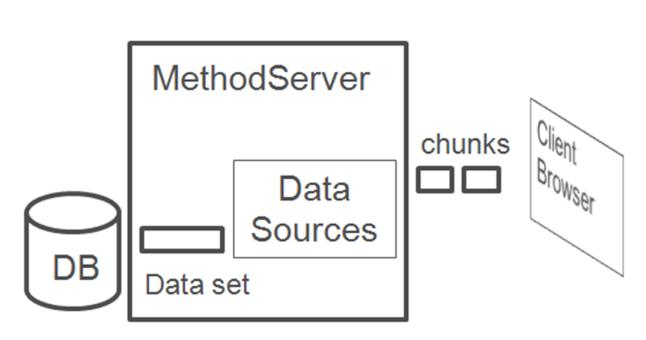 MethodServer
chunks
Client
Browser
Data
Sources
DB
Data set